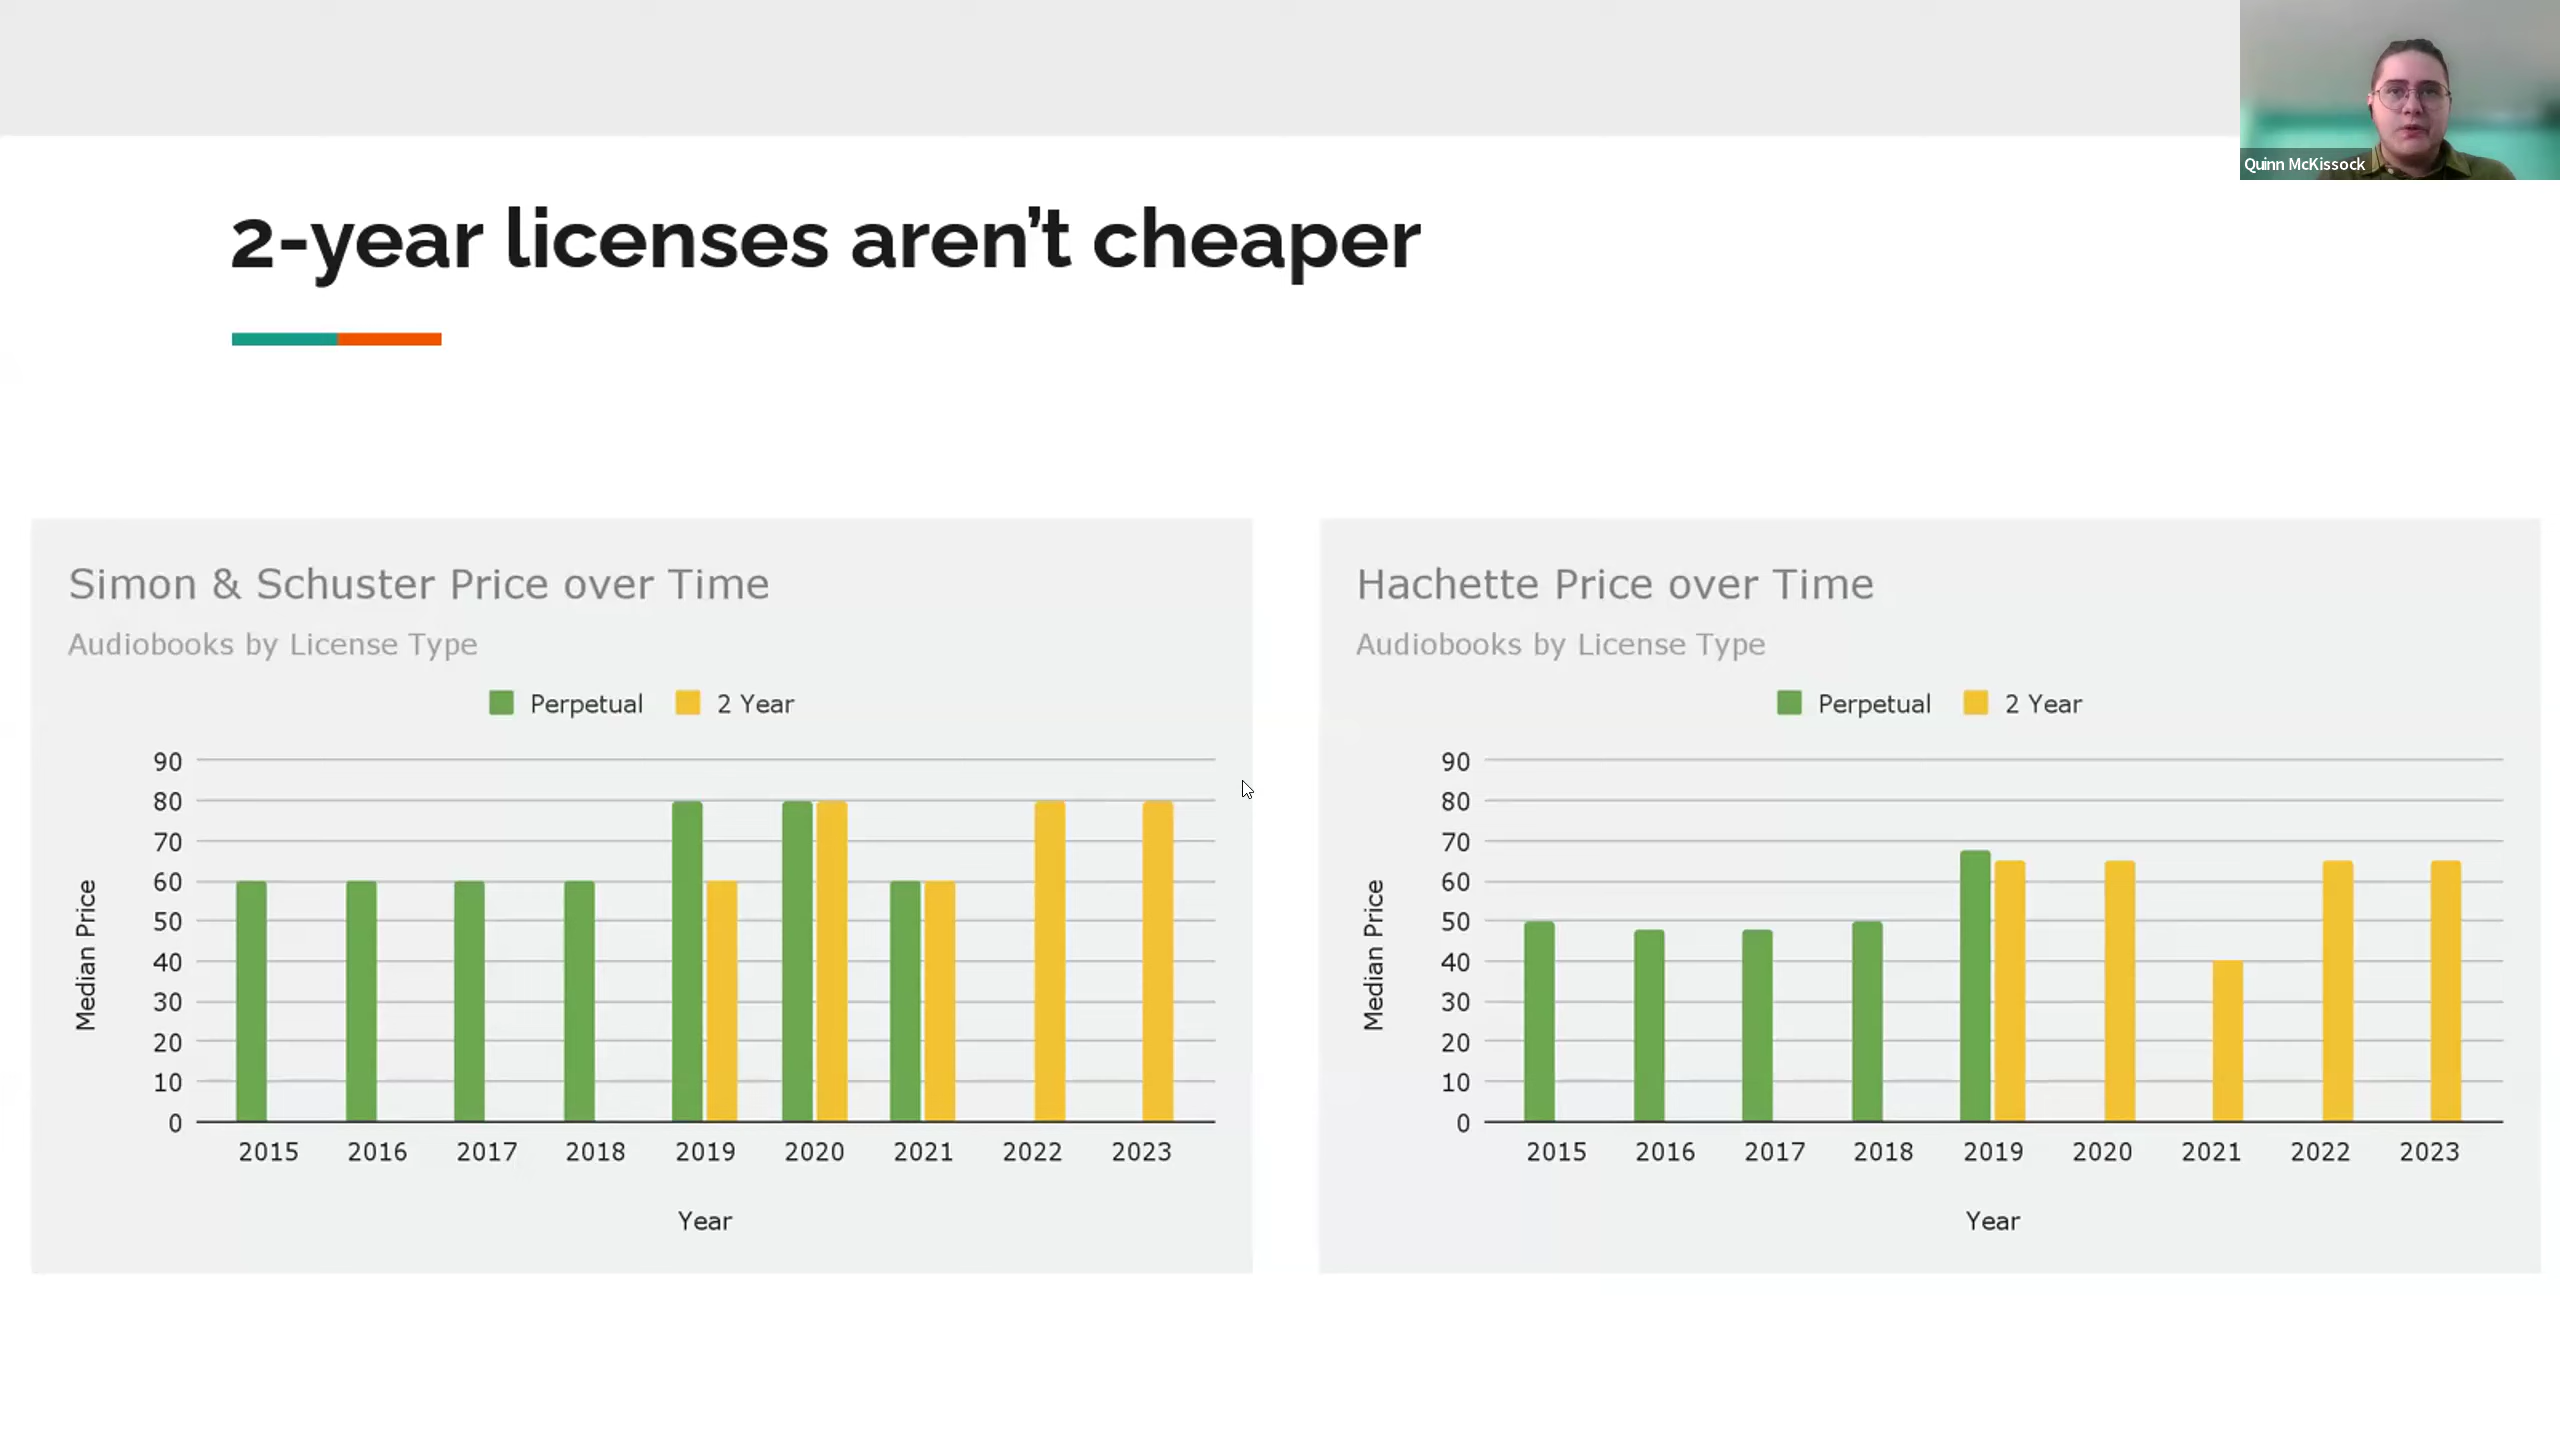 Quinn McKissock
2-year licenses aren’t cheaper
Simon & Schuster Price over Time
Audiobooks by License Type
Perpetual 2 Year
90
80
70
60
50
40
30
20
10
0
Median Price
2015 2016 2017 2018 2019 2020 2021 2022 2023
Year
Hachette Price over Time
Audiobooks by License Type
Perpetual 2 Year
90
80
70
60
50
40
30
20
10
0
Median Price
2015 2016 2017 2018 2019 2020 2021 2022 2023
Year